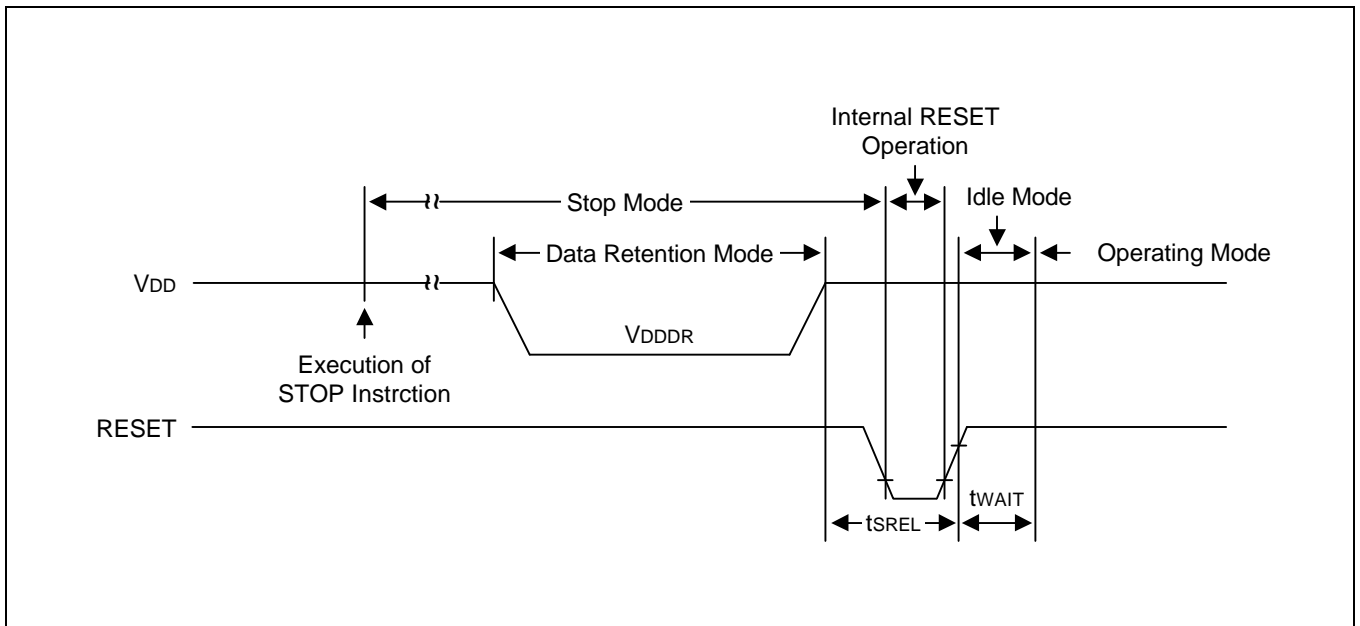 Internal RESET
Operation
Stop Mode
Idle Mode
Data Retention Mode
Operating Mode
VDD
VDDDR
Execution of
STOP Instrction
RESET
tSREL
tWAIT